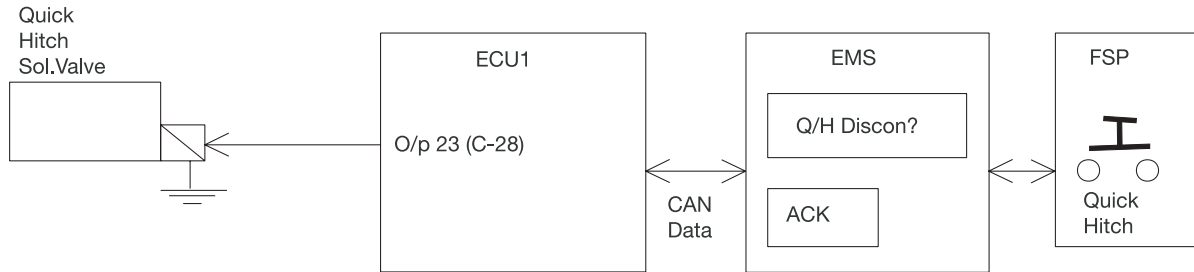 Quick
Hitch
Sol.Valve
ECU1
O/p 23 (C-28)
CAN
Data
EMS
Q/H Discon?
ACK
FSP
Quick
Hitch